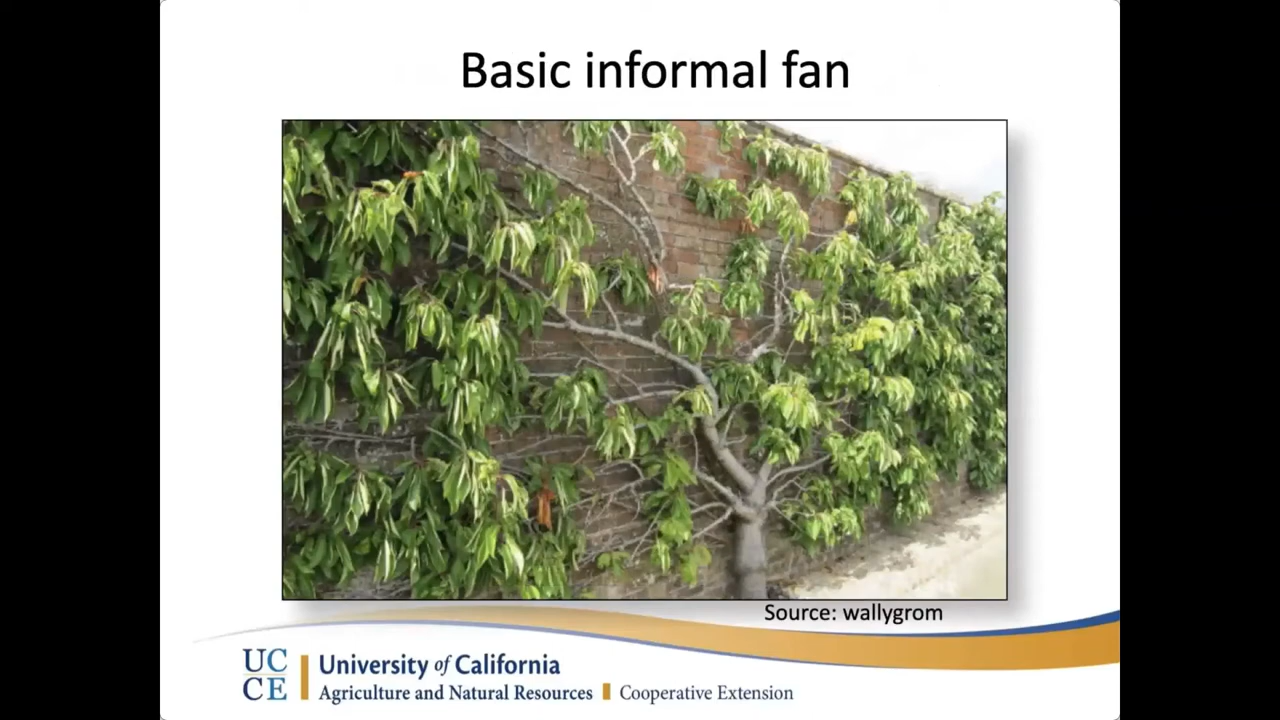 Basic informal fan
Source: wallygrom
UC
CE
University of California
Agriculture and Natural Resources
Cooperative Extension